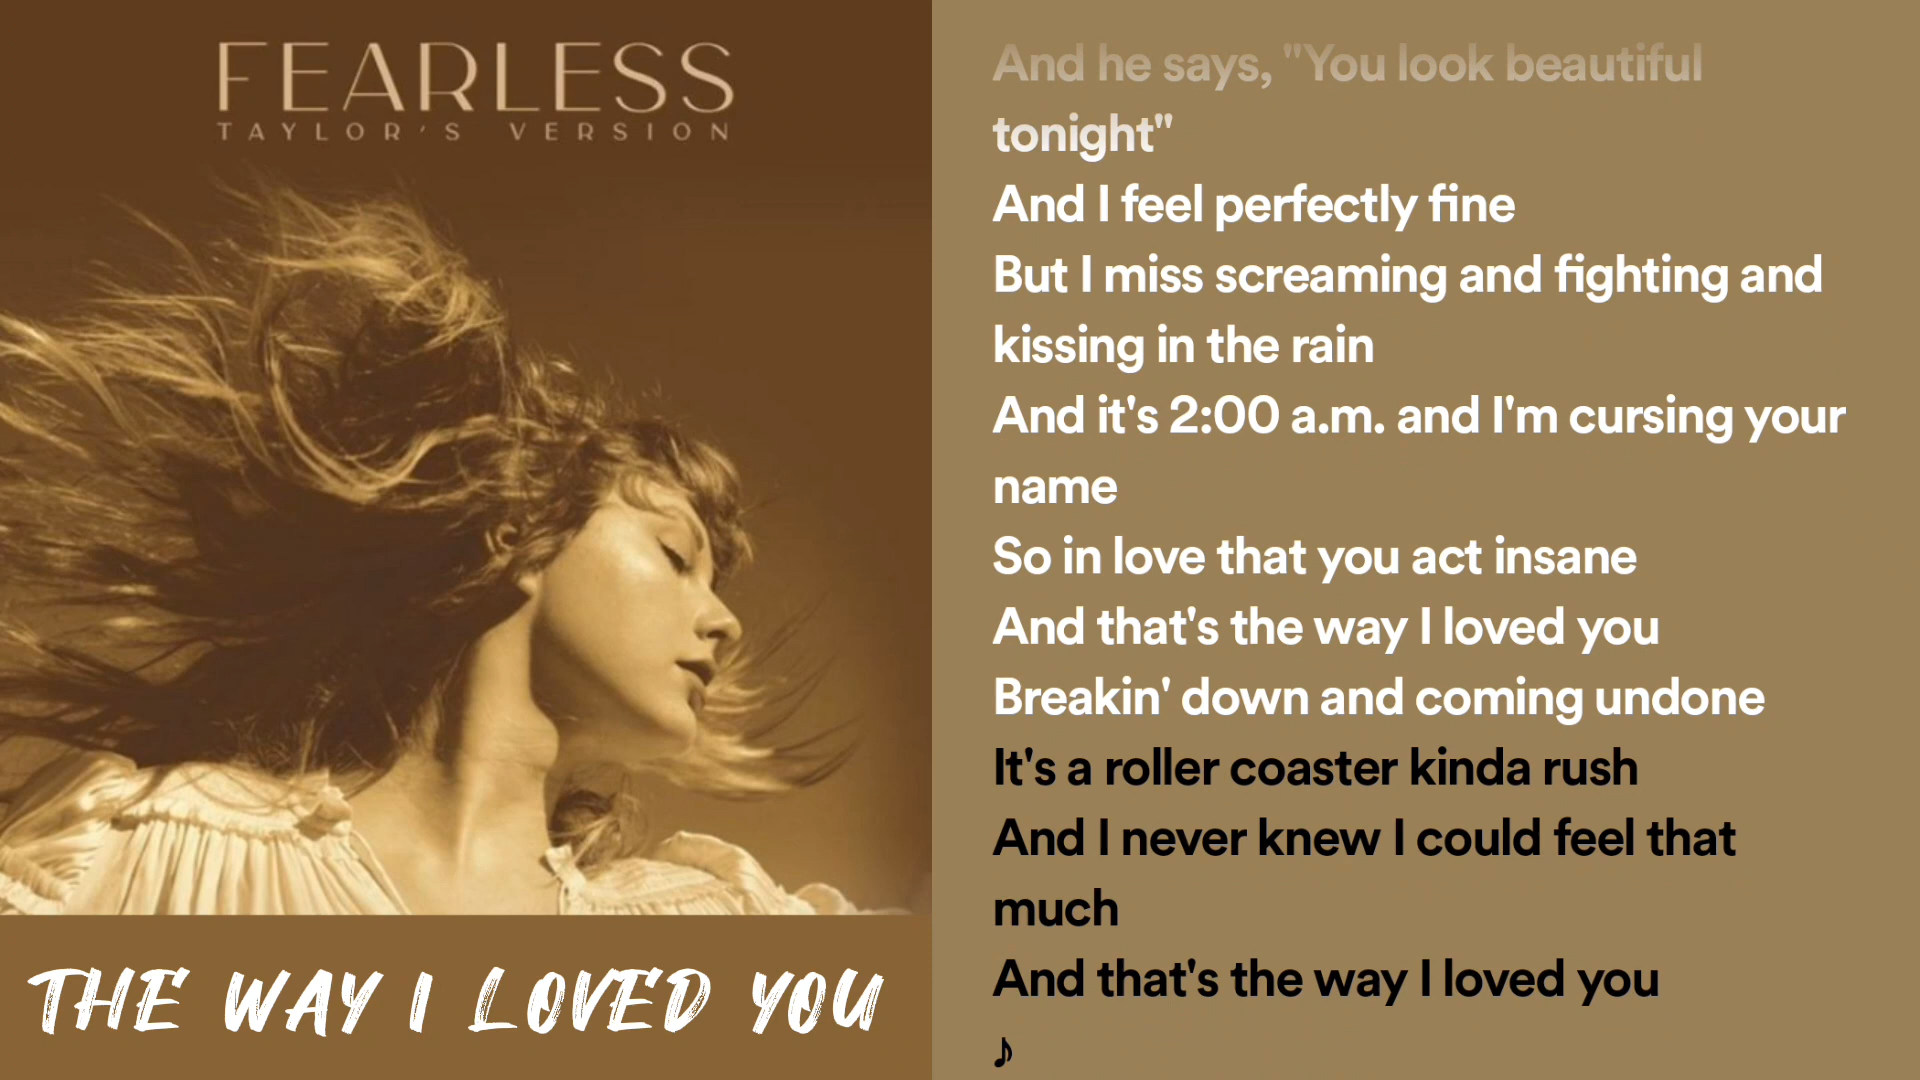 FEARLESS
TAYLOR'S VERSION
THE WAY I LOVED YOU
And he says, "You look beautiful
tonight"
And I feel perfectly fine
But I miss screaming and fighting and
kissing in the rain
And it's 2:00 a.m. and I'm cursing your
name
So in love that you act insane
And that's the way I loved you
Breakin' down and coming undone
It's a roller coaster kinda rush
And I never knew I could feel that
much
And that's the way I loved you
♪